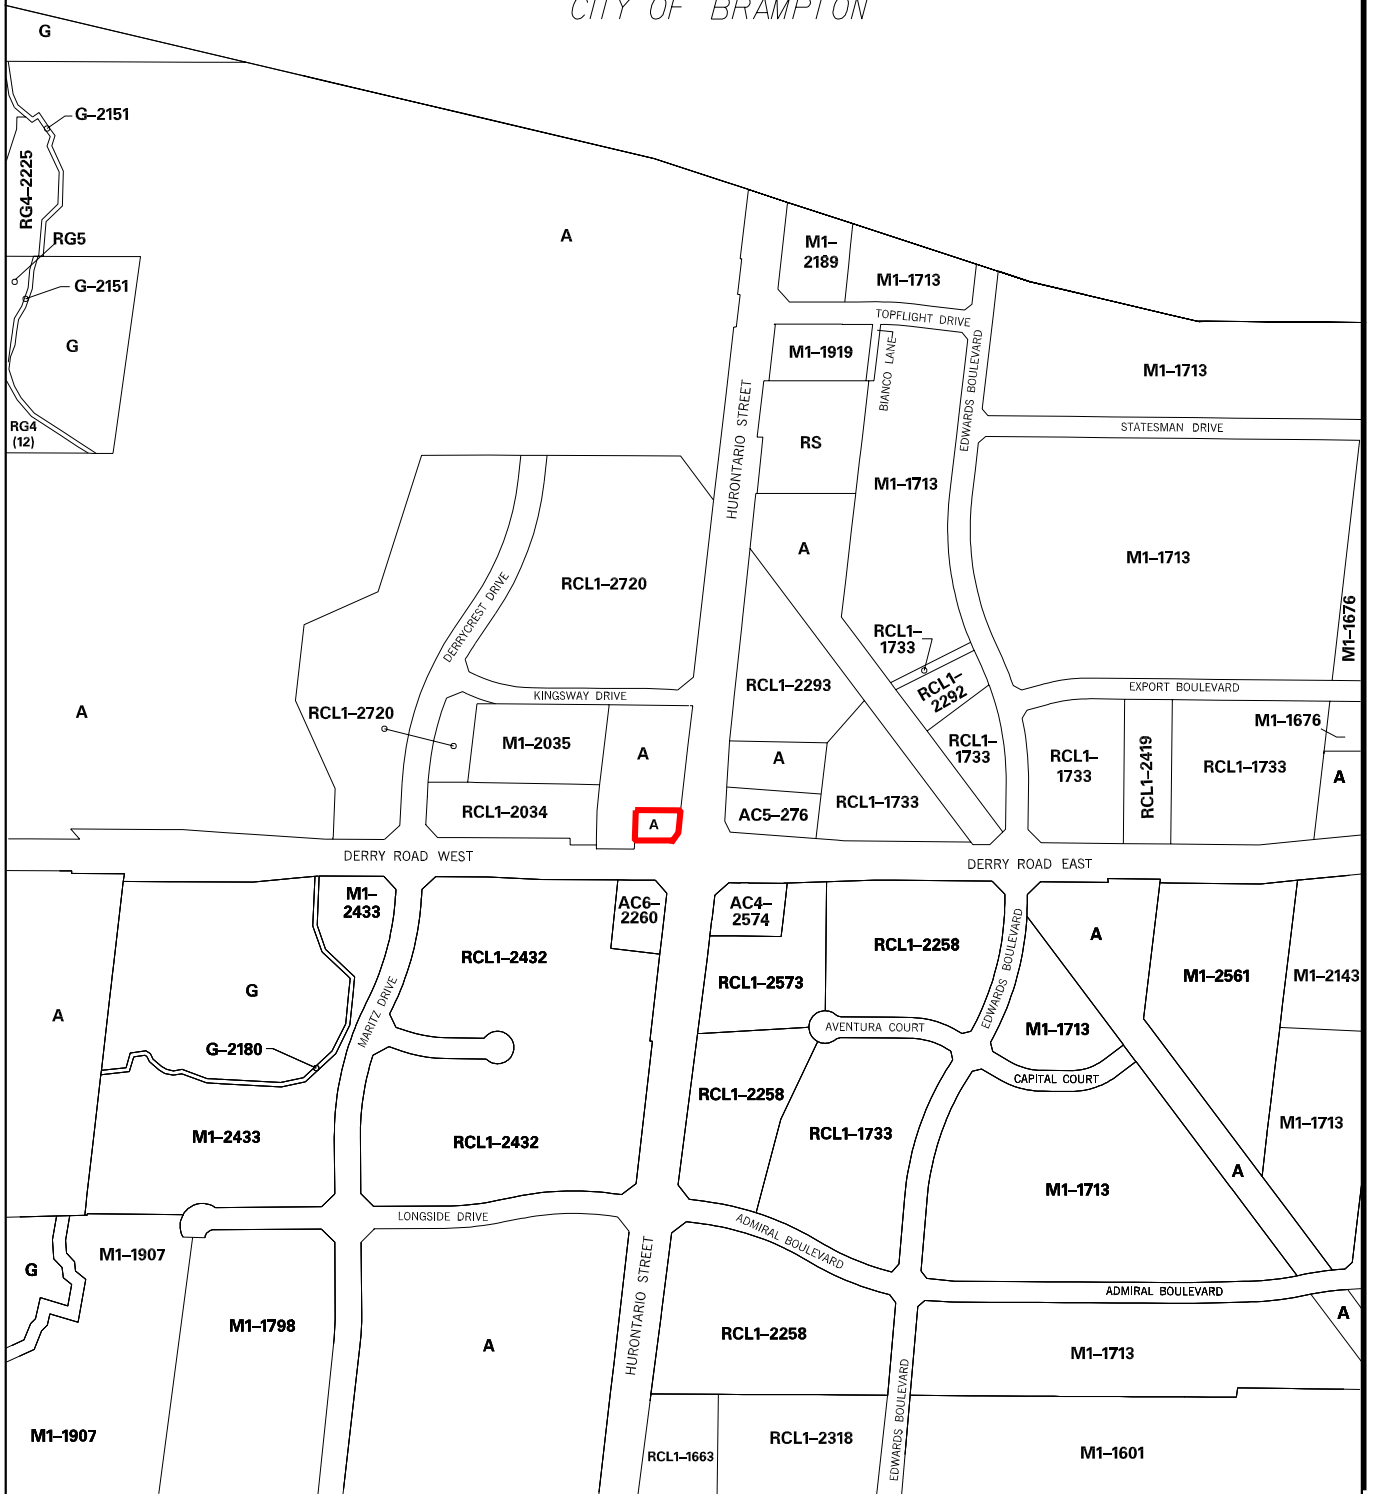 CITY OF BRAMPTON
G
G–2151
RG4–2225
RG5
G–2151
G
RG4
(12)
A
M1–
2189
M1–1713
TOPFLIGHT DRIVE
M1–1919
BIANCO LANE
EDWARDS BOULEVARD
M1–1713
STATESMAN DRIVE
HURONTARIO STREET
RS
M1–1713
A
M1–1713
M1–1676
RCL1–2720
DERRYCREST DRIVE
RCL1–
1733
RCL1–
2292
RCL1–2293
KINGSWAY DRIVE
EXPORT BOULEVARD
A
RCL1–2720
M1–2035
A
A
RCL1–
1733
RCL1–
1733
RCL1–2419
RCL1–1733
M1–1676
A
RCL1–2034
A
AC5–276
RCL1–1733
DERRY ROAD WEST
DERRY ROAD EAST
M1–
2433
AC6–
2260
AC4–
2574
RCL1–2258
EDWARDS BOULEVARD
A
RCL1–2432
RCL1–2573
M1–2561
M1–2143
G
A
MARITZ DRIVE
AVENTURA COURT
M1–1713
G–2180
CAPITAL COURT
RCL1–2258
RCL1–1733
M1–1713
M1–2433
RCL1–2432
A
M1–1713
LONGSIDE DRIVE
ADMIRAL BOULEVARD
M1–1907
G
HURONTARIO STREET
ADMIRAL BOULEVARD
A
M1–1798
A
RCL1–2258
M1–1713
EDWARDS BOULEVARD
M1–1907
RCL1–1663
RCL1–2318
M1–1601